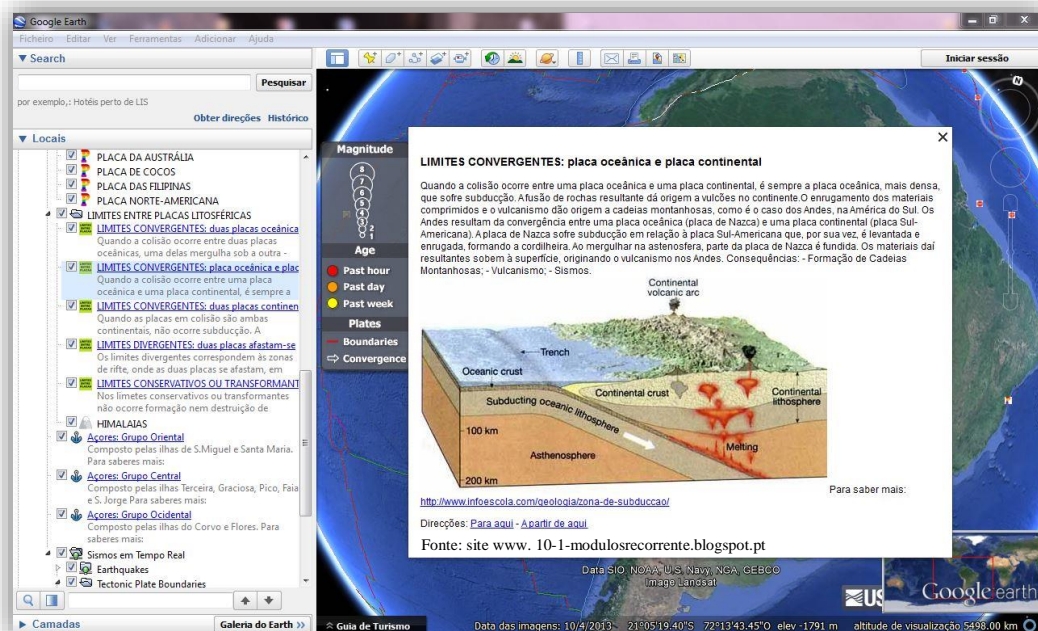 Google Earth
Ficheiro Editar Ver Ferramentas Adicionar Ajuda
▼ Search
Pesquisar
por exemplo,: Hotéis perto de LIS
Obter direções Histórico
▼ Locais
PLACA DA AUSTRÁLIA
PLACA DE COCOS
PLACA DAS FILIPINAS
PLACA NORTE-AMERICANA
LIMITES ENTRE PLACAS LITOSFÉRICAS
LIMITES CONVERGENTES: duas placas oceânica
Quando a colisão ocorre entre duas placas
oceânicas, uma delas mergulha sob a outra -
LIMITES CONVERGENTES: placa oceânica e plac
Quando a colisão ocorre entre uma placa
oceânica e uma placa continental, é sempre a
LIMITES CONVERGENTES: duas placas continen
Quando as placas em colisão são ambas
continentais, não ocorre subducção. A
LIMITES DIVERGENTES: duas placas afastam-se
Os limites divergentes correspondem às zonas
de rifte, onde as duas placas se afastam, em
LIMITES CONSERVATIVOS OU TRANSFORMANT
Nos limites conservativos ou transformantes
não ocorre formação nem destruição de
HIMALAIAS
Açores: Grupo Oriental
Composto pelas ilhas de S.Miguel e Santa Maria.
Para saberes mais:
Açores: Grupo Central
Composto pelas ilhas Terceira, Graciosa, Pico, Faia
e S. Jorge Para saberes mais:
Açores: Grupo Ocidental
Composto pelas ilhas do Corvo e Flores. Para
saberes mais:
Sismos em Tempo Real
Earthquakes
Tectonic Plate Boundaries
► Camadas
Galeria do Earth »
Iniciar sessão
N
Magnitude
8
7
6
5
4
3
2
1
Age
Past hour
Past day
Past week
Plates
Boundaries
Convergence
LIMITES CONVERGENTES: placa oceânica e placa continental
Quando a colisão ocorre entre uma placa oceânica e uma placa continental, é sempre a placa oceânica, mais densa,
que sofre subducção. A fusão de rochas resultante dá origem a vulcões no continente.O enrugamento dos materiais
comprimidos e o vulcanismo dão origem a cadeias montanhosas, como é o caso dos Andes, na América do Sul. Os
Andes resultam da convergência entre uma placa oceânica (placa de Nazca) e uma placa continental (placa Sul-
Americana). A placa de Nazca sofre subducção em relação à placa Sul-Americana que, por sua vez, é levantada e
enrugada, formando a cordilheira. Ao mergulhar na astenosfera, parte da placa de Nazca é fundida. Os materiais daí
resultantes sobem à superfície, originando o vulcanismo nos Andes. Consequências: - Formação de Cadeias
Montanhosas; - Vulcanismo; - Sismos.
Continental
volcanic arc
Trench
Oceanic crust
Continental crust
Continental
lithosphere
Subducting oceanic lithosphere
100 km
Melting
Asthenosphere
200 km
Para saber mais:
http://www.infoescola.com/geologia/zona-de-subduccao/
Direcções: Para aqui - A partir de aqui
Fonte: site www. 10-1-modulosrecorrente.blogspot.pt
Data SIO, NOAA, U.S. Navy, NGA, GEBCO
Image Landsat
US
Google earth
Guia de Turismo
Data das imagens: 10/4/2013 21°05'19.40"S 72°13'43.45"O elev -1791 m altitude de visualização 5498.00 km